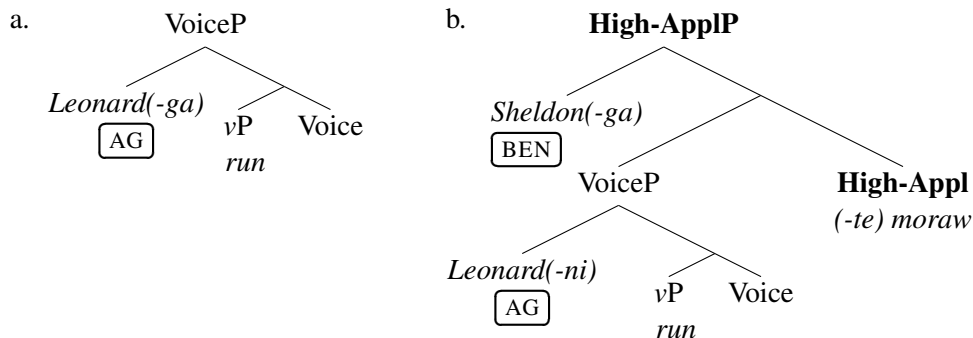 a.
VoiceP
Leonard(-ga)
AG
vP
Voice
run
b.
High-ApplP
Sheldon(-ga)
BEN
VoiceP
High-Appl
(-te) moraw
Leonard(-ni)
AG
vP
Voice
run